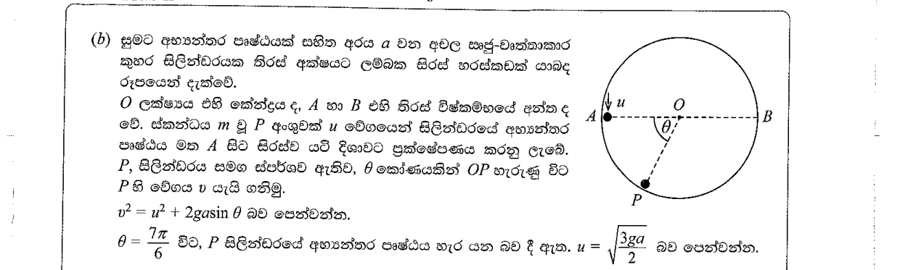 (b) සුමට අභ්‍යන්තර පෘෂ්ඨයක් සහිත අරය a වන අචල සෘජු-වෘත්තාකාර
කුහර සිලින්ඩරයක තිරස් අක්ෂයට ලම්බක සිරස් හරස්කඩක් යාබද
රූපයෙන් දැක්වේ.
O ලක්ෂ්‍යය එහි කේන්ද්‍රය ද, A හා B එහි තිරස් විෂ්කම්භයේ අන්ත ද
වේ. ස්කන්ධය m වූ P අංශුවක් u වේගයෙන් සිලින්ඩරයේ අභ්‍යන්තර
පෘෂ්ඨය මත A සිට සිරස්ව යටි දිශාවට ප්‍රක්ෂේපණය කරනු ලැබේ.
P, සිලින්ඩරය සමග ස්පර්ශව ඇතිව, θ කෝණයකින් OP හැරුණු විට
P හි වේගය v යැයි ගනිමු.
v² = u² + 2ga sin θ බව පෙන්වන්න.
θ = 7π/6 විට, P සිලින්ඩරයේ අභ්‍යන්තර පෘෂ්ඨය හැර යන බව දී ඇත. u = √(3ga/2) බව පෙන්වන්න.
u
A
O
B
θ
P